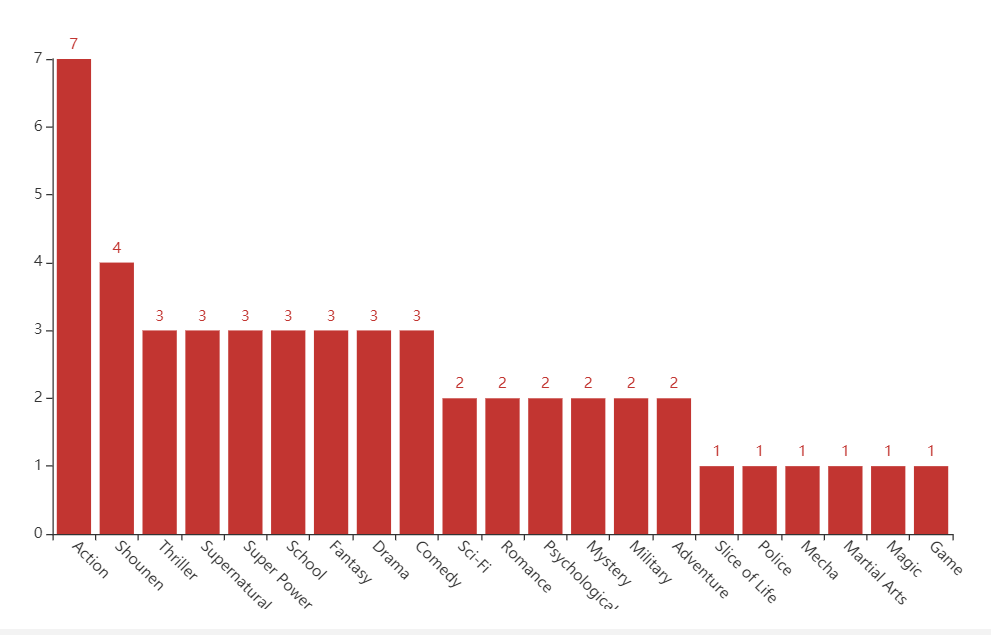 7
6
5
4
3
2
1
0
7
4
3
3
3
3
3
3
3
2
2
2
2
2
2
1
1
1
1
1
1
Action
Shounen
Thriller
Supernatural
Super Power
School
Fantasy
Drama
Comedy
Sci-Fi
Romance
Psychological
Mystery
Military
Adventure
Slice of Life
Police
Mecha
Martial Arts
Magic
Game